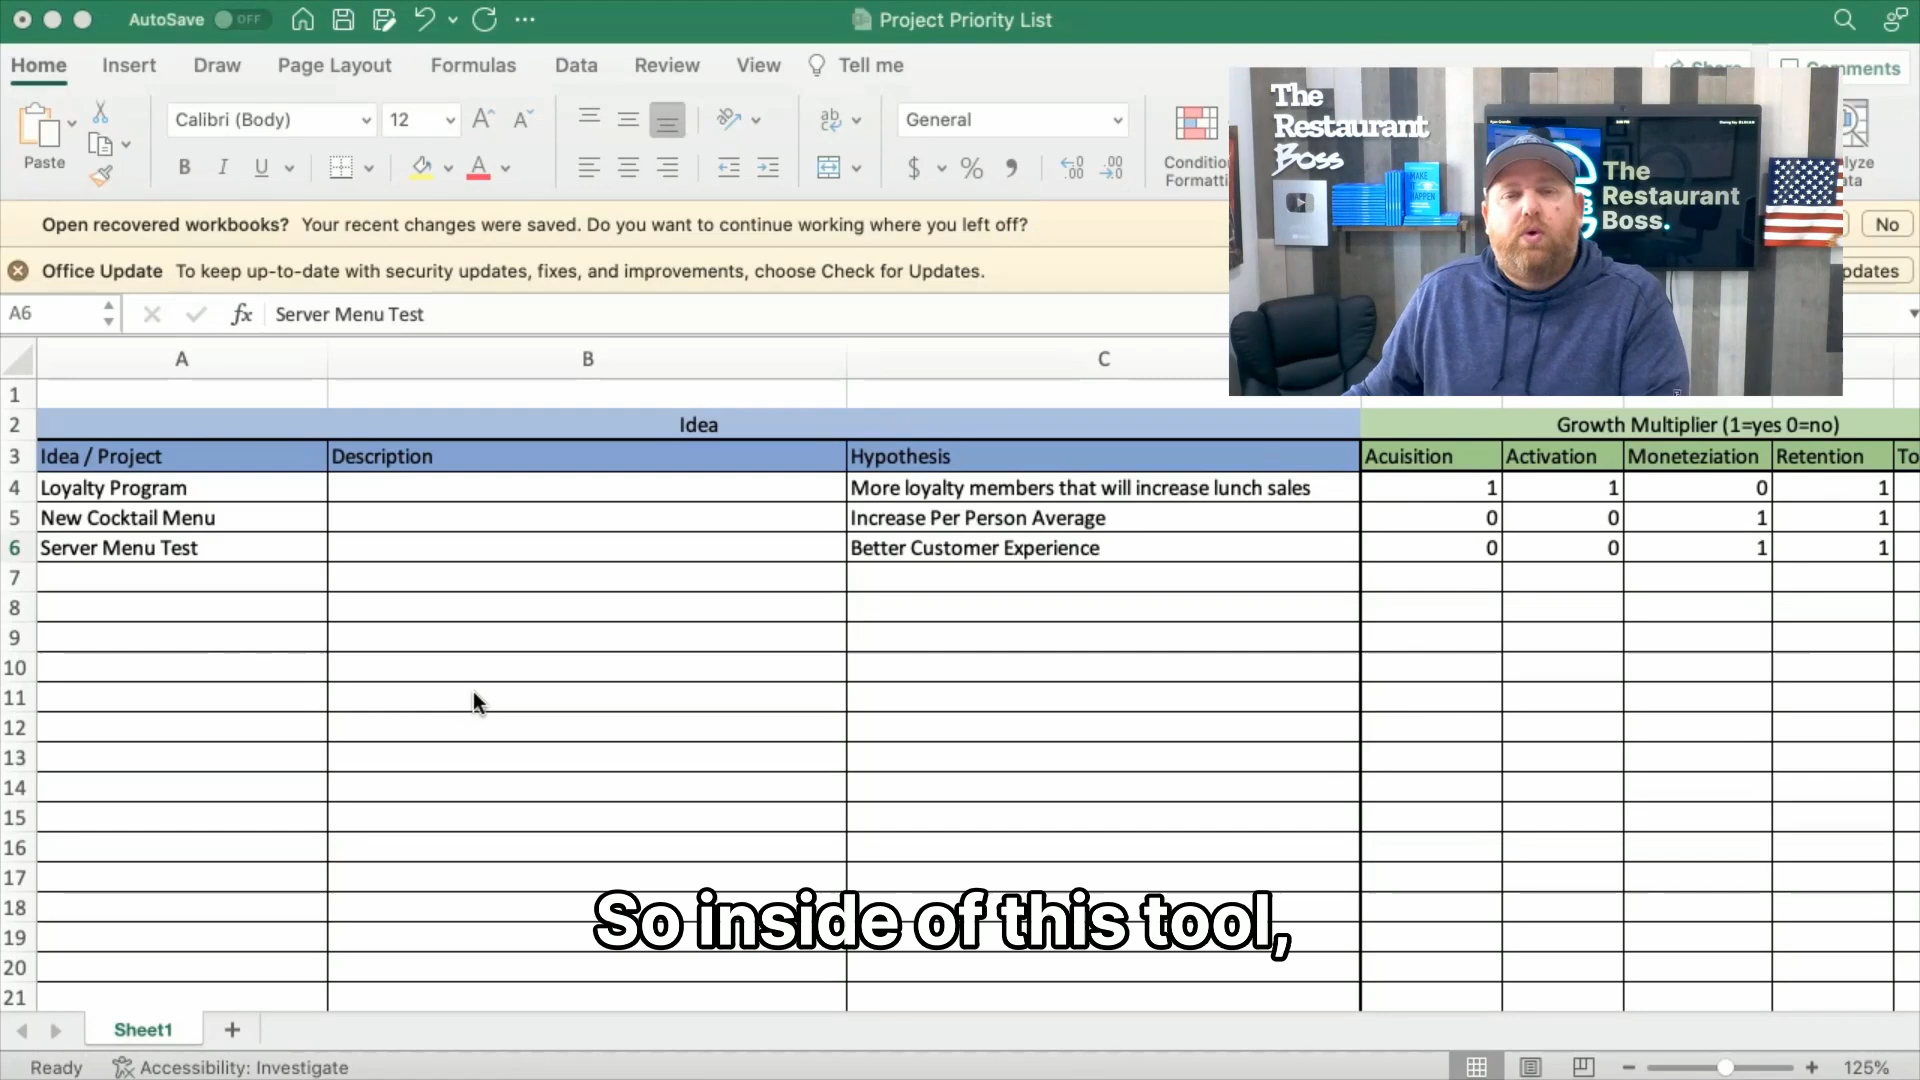 AutoSave OFF Project Priority List
Home Insert Draw Page Layout Formulas Data Review View Tell me Share Comments
Paste Calibri (Body) 12 General
B I U A $ %
Conditio
Formatti
Open recovered workbooks? Your recent changes were saved. Do you want to continue working where you left off? No
Office Update To keep up-to-date with security updates, fixes, and improvements, choose Check for Updates. pdates
A6 fx Server Menu Test
The
Restaurant
Boss
MAKE
HAPPEN
The
Restaurant
Boss.
A B C
1
2 Idea Growth Multiplier (1=yes 0=no)
3 Idea / Project Description Hypothesis Acuisition Activation Moneteziation Retention To
4 Loyalty Program More loyalty members that will increase lunch sales 1 1 0 1
5 New Cocktail Menu Increase Per Person Average 0 0 1 1
6 Server Menu Test Better Customer Experience 0 0 1 1
7
8
9
10
11
12
13
14
15
16
17
18
19
20
21
So inside of this tool,
Sheet1
Ready Accessibility: Investigate 125%